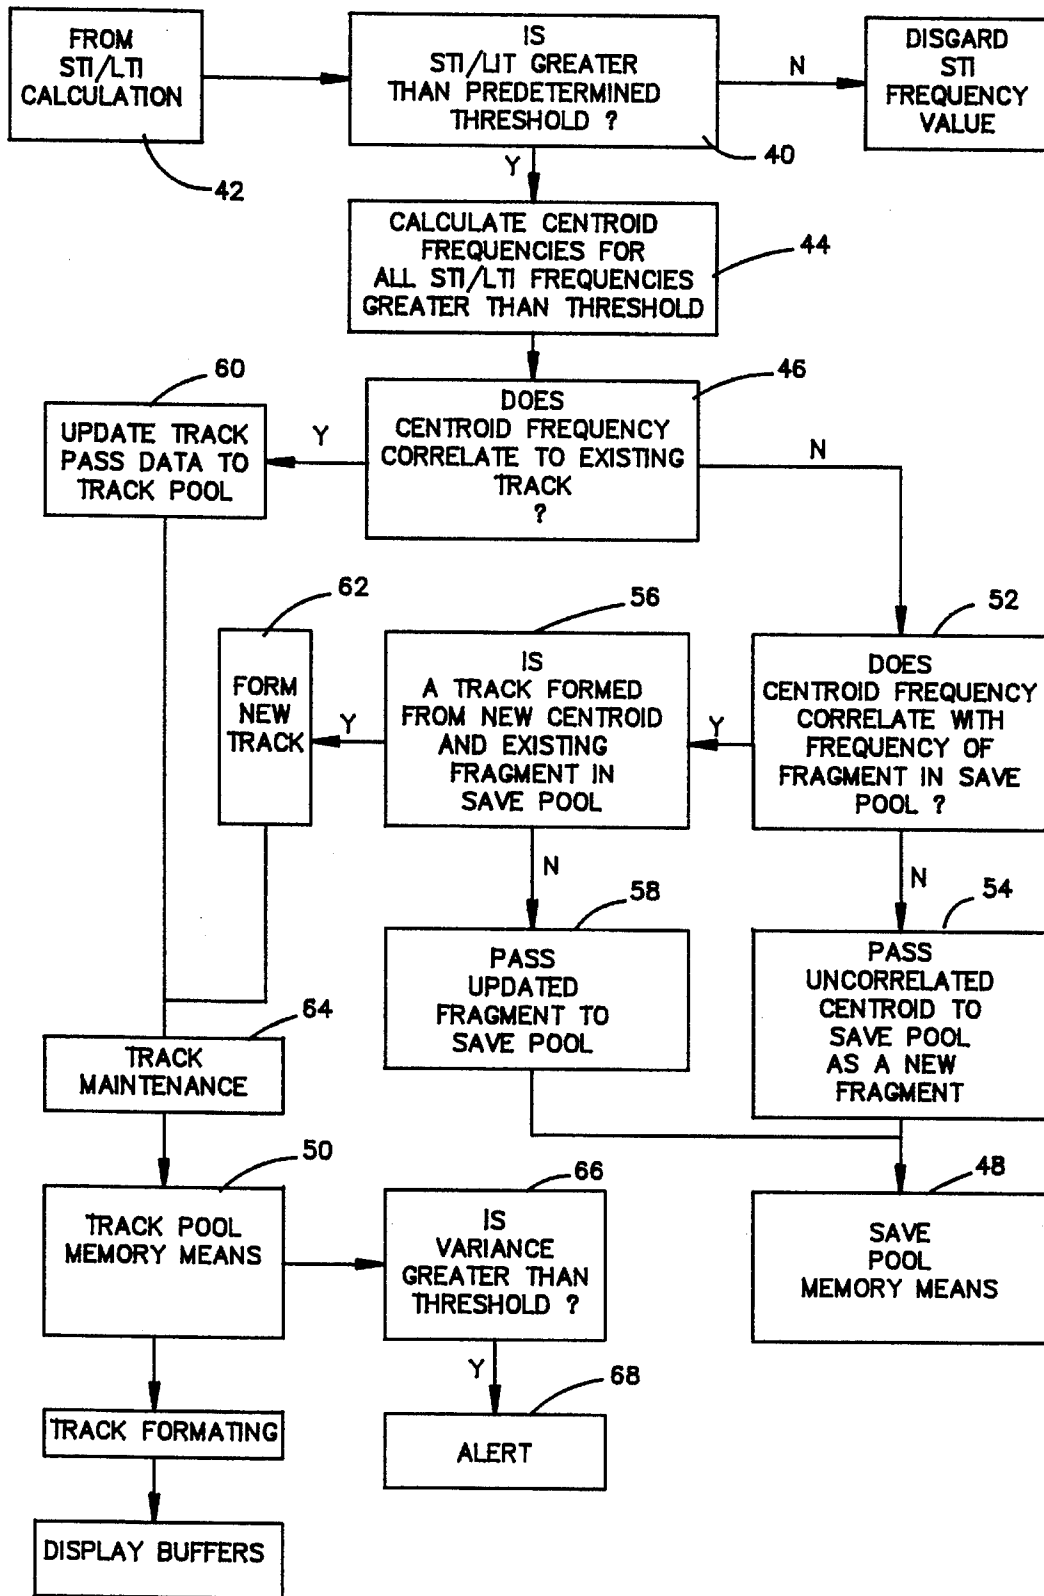 FROM
STI/LTI
CALCULATION
42
IS
STI/LIT GREATER
THAN PREDETERMINED
THRESHOLD ?
40
N
DISGARD
STI
FREQUENCY
VALUE
Y
CALCULATE CENTROID
FREQUENCIES FOR
ALL STI/LTI FREQUENCIES
GREATER THAN THRESHOLD
44
60
UPDATE TRACK
PASS DATA TO
TRACK POOL
Y
DOES
CENTROID FREQUENCY
CORRELATE TO EXISTING
TRACK
?
46
N
62
FORM
NEW
TRACK
Y
56
IS
A TRACK FORMED
FROM NEW CENTROID
AND EXISTING
FRAGMENT IN
SAVE POOL
Y
52
DOES
CENTROID FREQUENCY
CORRELATE WITH
FREQUENCY OF
FRAGMENT IN SAVE
POOL ?
N
N
58
PASS
UPDATED
FRAGMENT TO
SAVE POOL
54
PASS
UNCORRELATED
CENTROID TO
SAVE POOL
AS A NEW
FRAGMENT
64
TRACK
MAINTENANCE
50
TRACK POOL
MEMORY MEANS
66
IS
VARIANCE
GREATER THAN
THRESHOLD ?
48
SAVE
POOL
MEMORY MEANS
Y
68
ALERT
TRACK FORMATING
DISPLAY BUFFERS